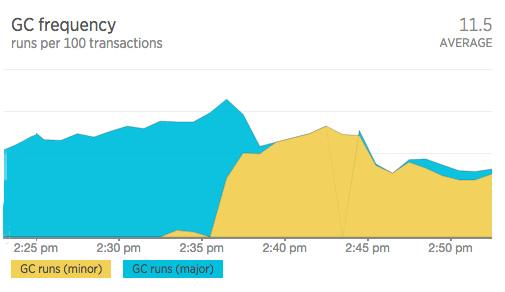 GC frequency
11.5
runs per 100 transactions
AVERAGE
2:25 pm 2:30 pm 2:35 pm 2:40 pm 2:45 pm 2:50 pm
GC runs (minor) GC runs (major)